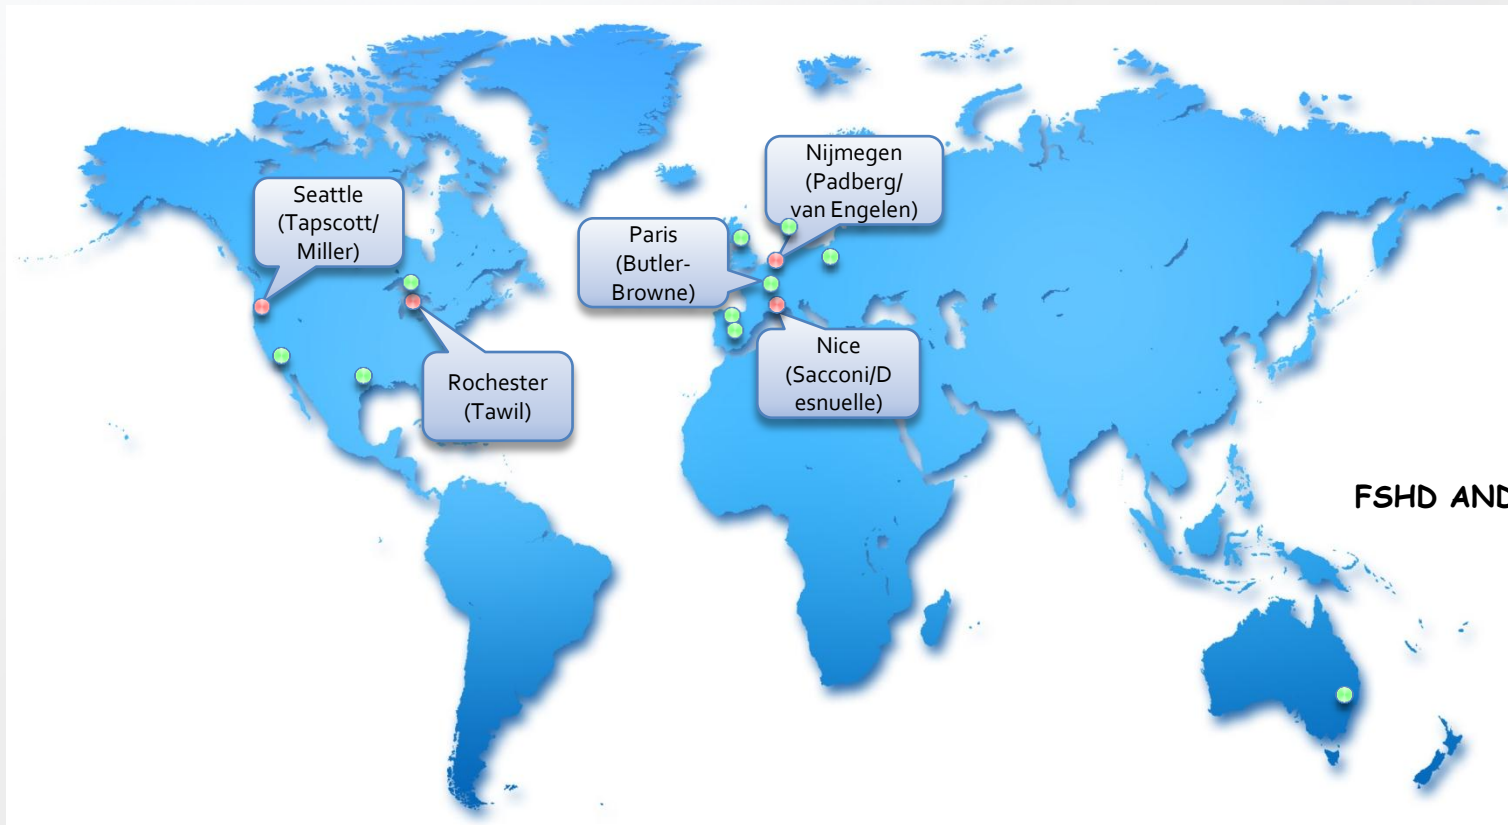 Nijmegen
(Padberg/
van Engelen)
Seattle
(Tapscott/
Miller)
Paris
(Butler-
Browne)
Nice
(Sacconi/D
esnuelle)
Rochester
(Tawil)
FSHD AND